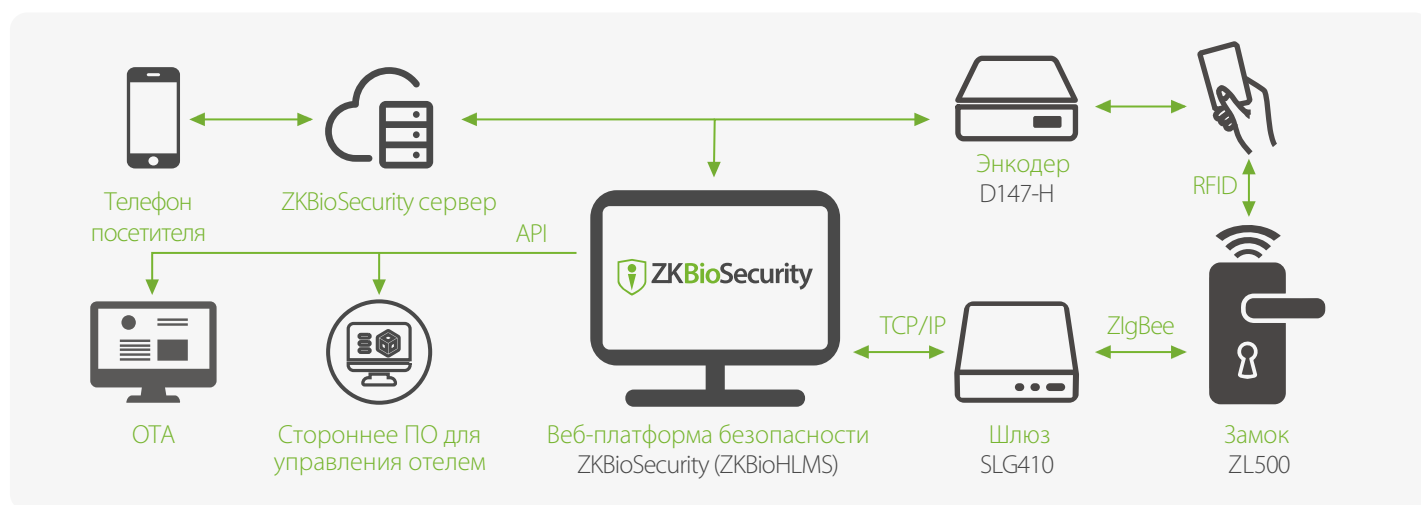 Телефон
посетителя
ZKBioSecurity сервер
Энкодер
D147-H
RFID
API
ZKBioSecurity
TCP/IP
ZIgBee
OTA
Стороннее ПО для
управления отелем
Веб-платформа безопасности
ZKBioSecurity (ZKBioHLMS)
Шлюз
SLG410
Замок
ZL500